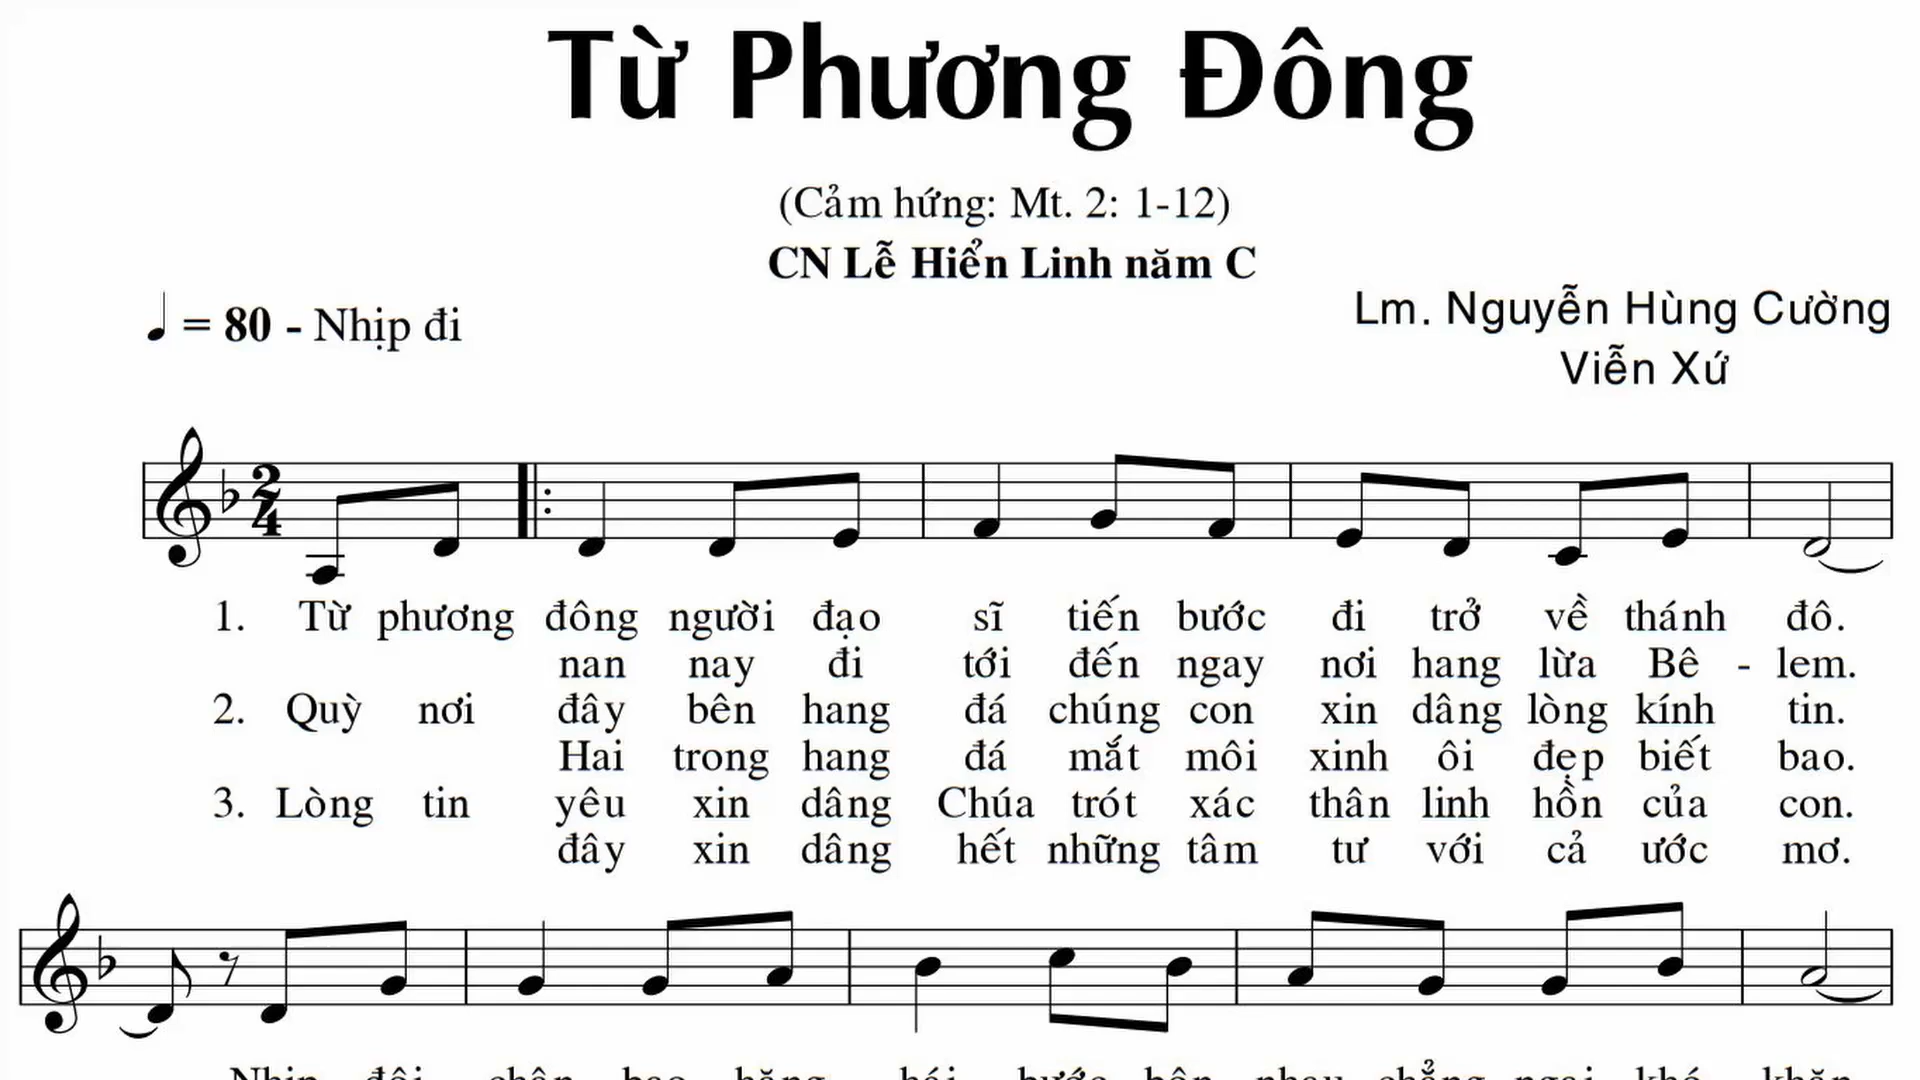 Từ Phương Đông
(Cảm hứng: Mt. 2: 1-12)
CN Lễ Hiển Linh năm C
Lm. Nguyễn Hùng Cường
= 80 - Nhịp đi
Viễn Xứ
2
4
1. Từ phương đông người đạo sĩ tiến bước đi trở về thánh đô.
nan nay đi tới đến ngay nơi hang lừa Bê - lem.
2. Quỳ nơi đây bên hang đá chúng con xin dâng lòng kính tin.
Hai trong hang đá mắt môi xinh ôi đẹp biết bao.
3. Lòng tin yêu xin dâng Chúa trót xác thân linh hồn của con.
đây xin dâng hết những tâm tư với cả ước mơ.